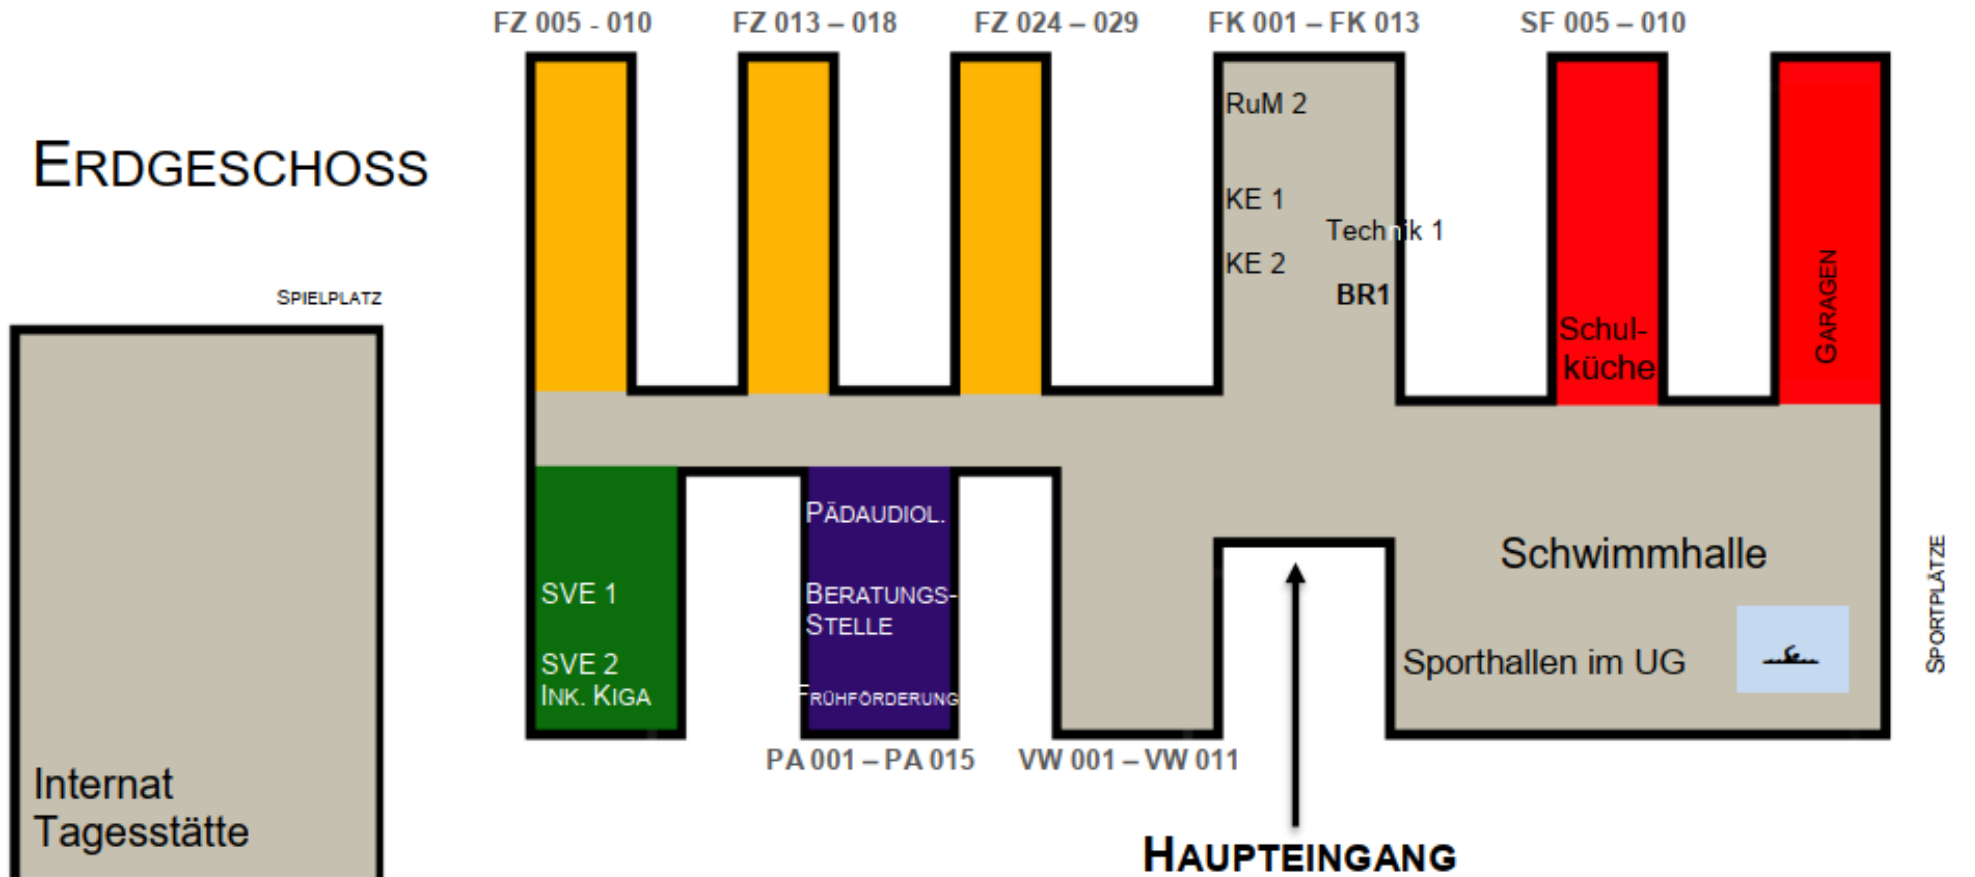 FZ 005 - 010
FZ 013 – 018
FZ 024 – 029
FK 001 – FK 013
SF 005 – 010
ERDGESCHOSS
RuM 2
KE 1
Technik 1
KE 2
BR1
SPIELPLATZ
Schul-
küche
GARAGEN
PÄDAUDIOL.
SVE 1
BERATUNGS-
STELLE
SVE 2
INK. KIGA
FRÜHFÖRDERUNG
Schwimmhalle
Sporthallen im UG
SPORTPLÄTZE
PA 001 – PA 015
VW 001 – VW 011
Internat
Tagesstätte
HAUPTEINGANG